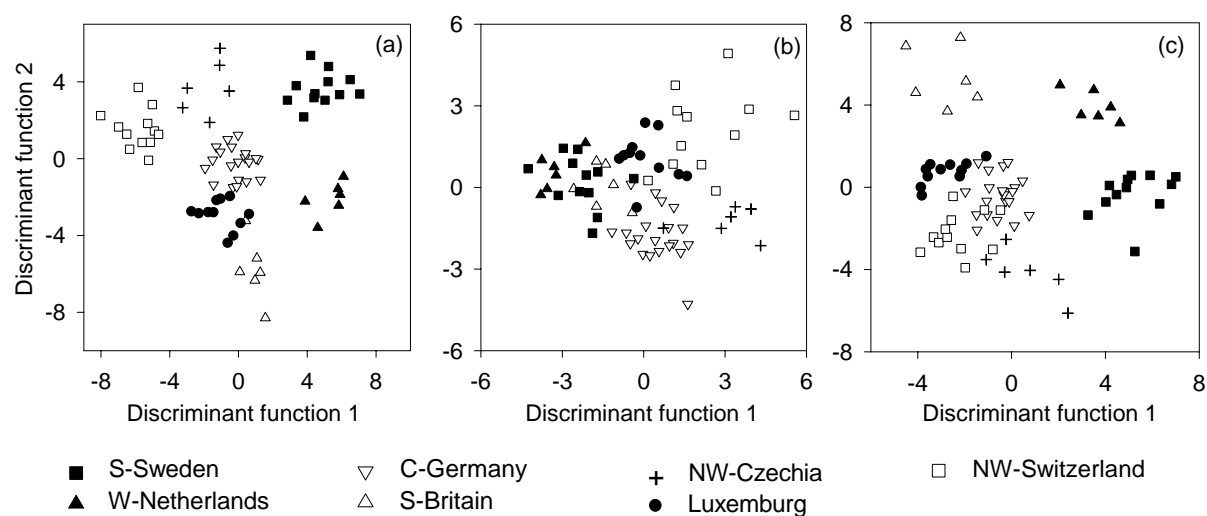 (a)
(b)
(c)
8
4
0
-4
-8
6
3
0
-3
-6
8
4
0
-4
-8
Discriminant function 2
-8 -4 0 4 8
-6 -3 0 3 6
-4 0 4 8
Discriminant function 1
Discriminant function 1
Discriminant function 1
S-Sweden
C-Germany
NW-Czechia
NW-Switzerland
W-Netherlands
S-Britain
Luxemburg